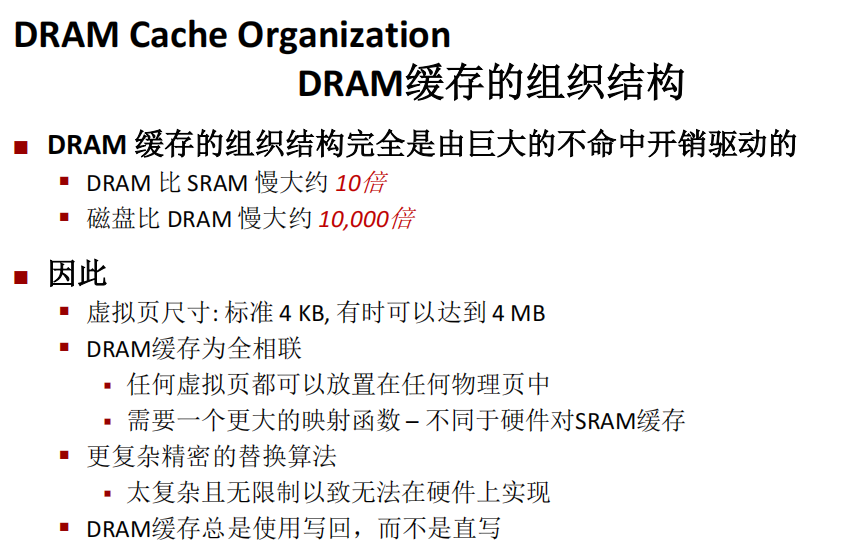 DRAM Cache Organization
DRAM缓存的组织结构
DRAM 缓存的组织结构完全是由巨大的不命中开销驱动的
DRAM 比 SRAM 慢大约 10倍
磁盘比 DRAM 慢大约 10,000倍
因此
虚拟页尺寸: 标准 4 KB, 有时可以达到 4 MB
DRAM缓存为全相联
任何虚拟页都可以放置在任何物理页中
需要一个更大的映射函数 – 不同于硬件对SRAM缓存
更复杂精密的替换算法
太复杂且无限制以致无法在硬件上实现
DRAM缓存总是使用写回，而不是直写